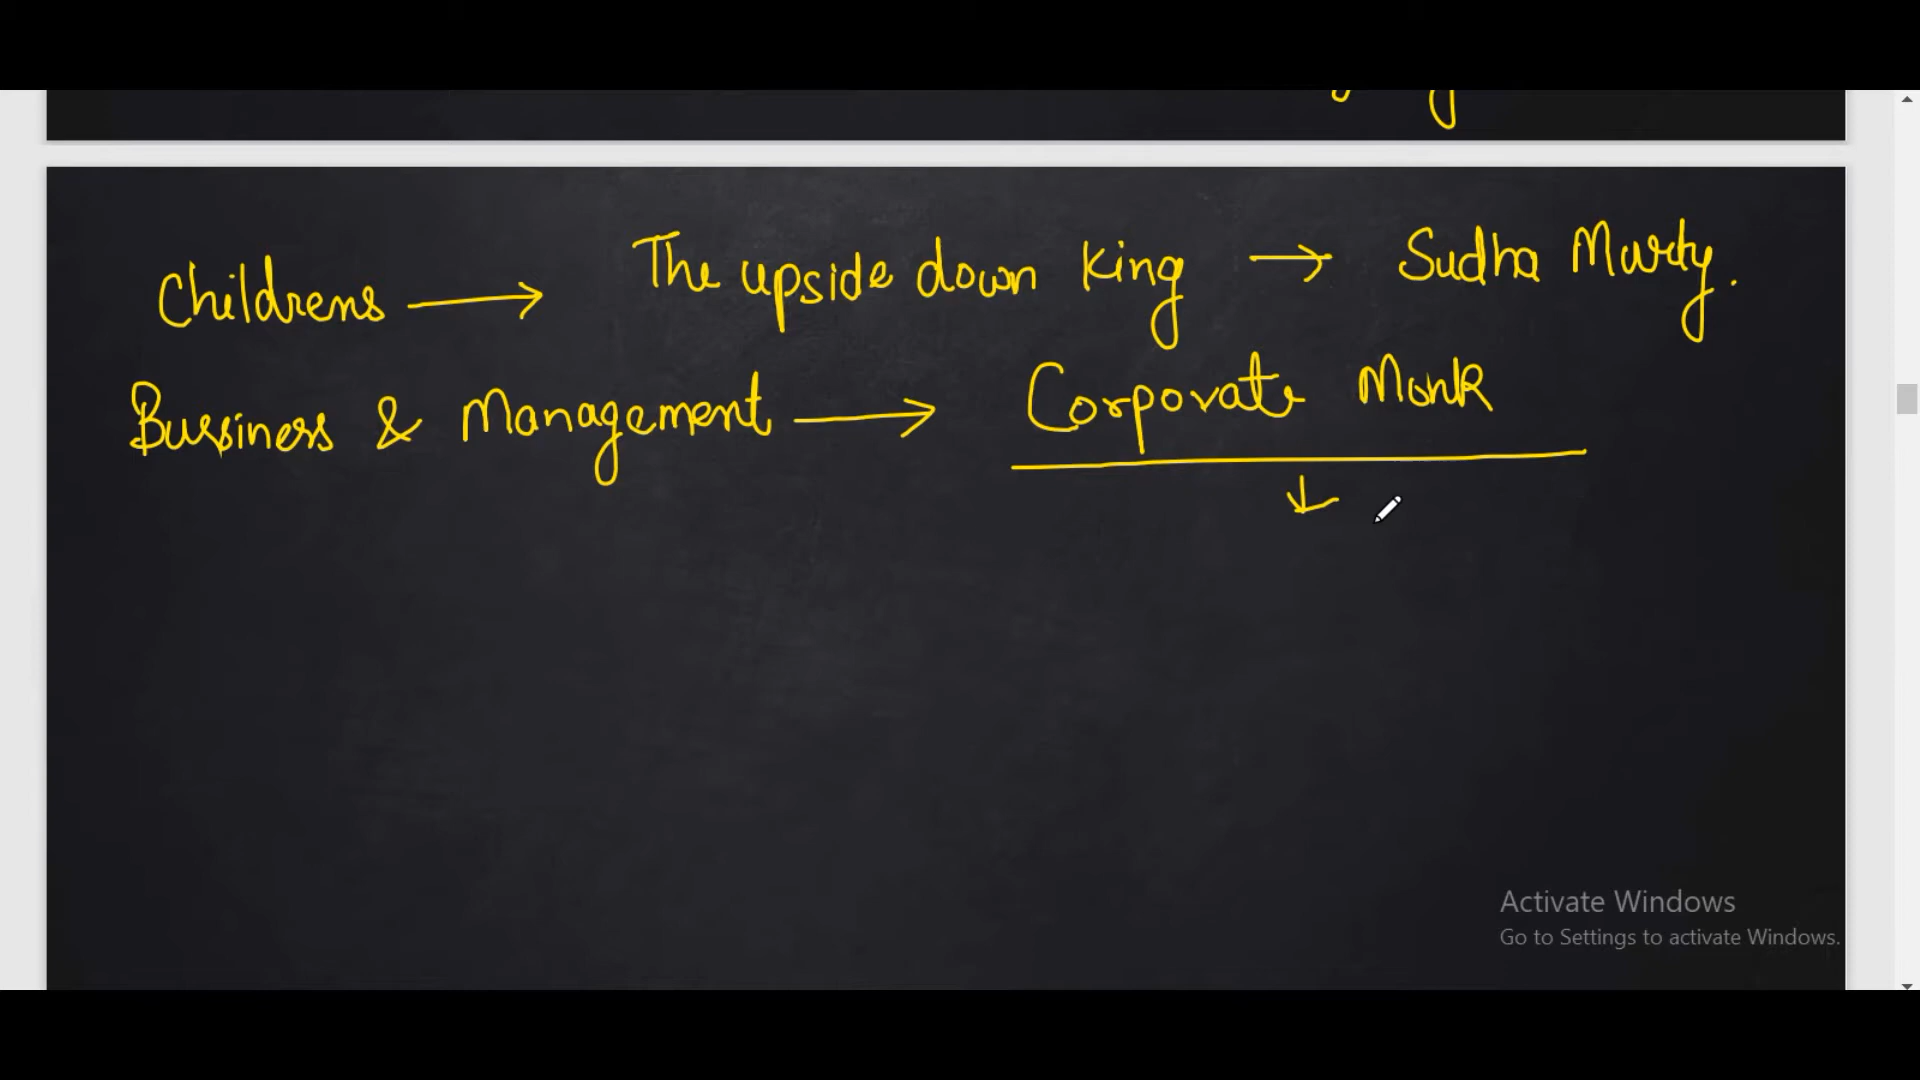 Childrens → The upside down King → Sudha Murty.
Bussiness & Management → Corporate Monk
↓
Activate Windows
Go to Settings to activate Windows.